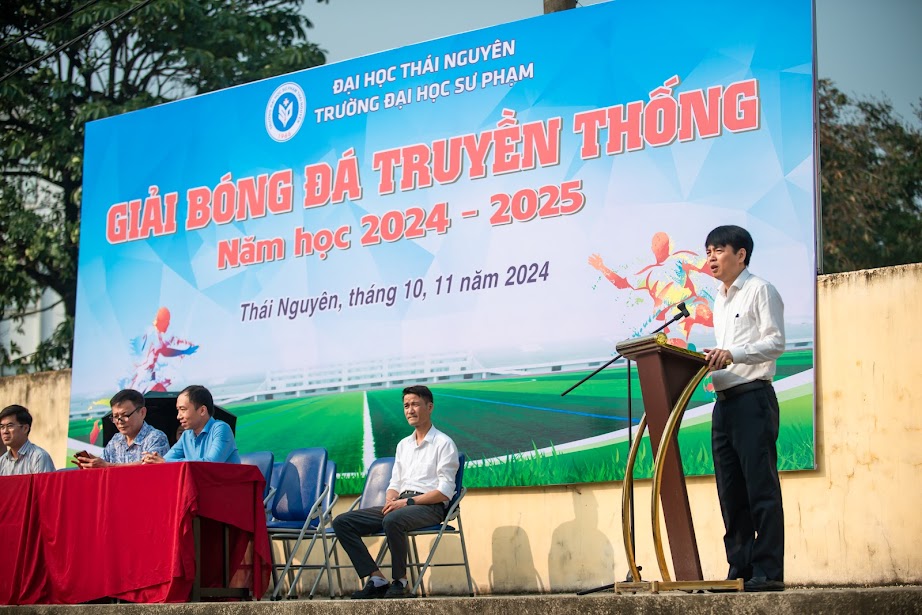 ĐẠI HỌC THÁI NGUYÊN
TRƯỜNG ĐẠI HỌC SƯ PHẠM
GIẢI BÓNG ĐÁ TRUYỀN THỐNG
Năm học 2024 - 2025
Thái Nguyên, tháng 10, 11 năm 2024